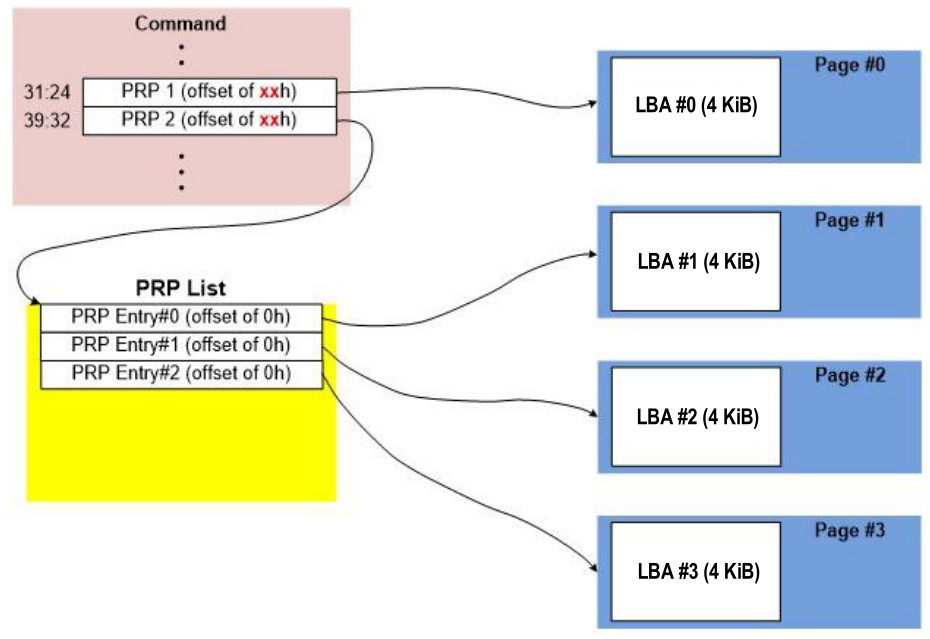 Command
31:24 PRP 1 (offset of xxh)
39:32 PRP 2 (offset of xxh)
PRP List
PRP Entry#0 (offset of 0h)
PRP Entry#1 (offset of 0h)
PRP Entry#2 (offset of 0h)
Page #0
LBA #0 (4 KiB)
Page #1
LBA #1 (4 KiB)
Page #2
LBA #2 (4 KiB)
Page #3
LBA #3 (4 KiB)